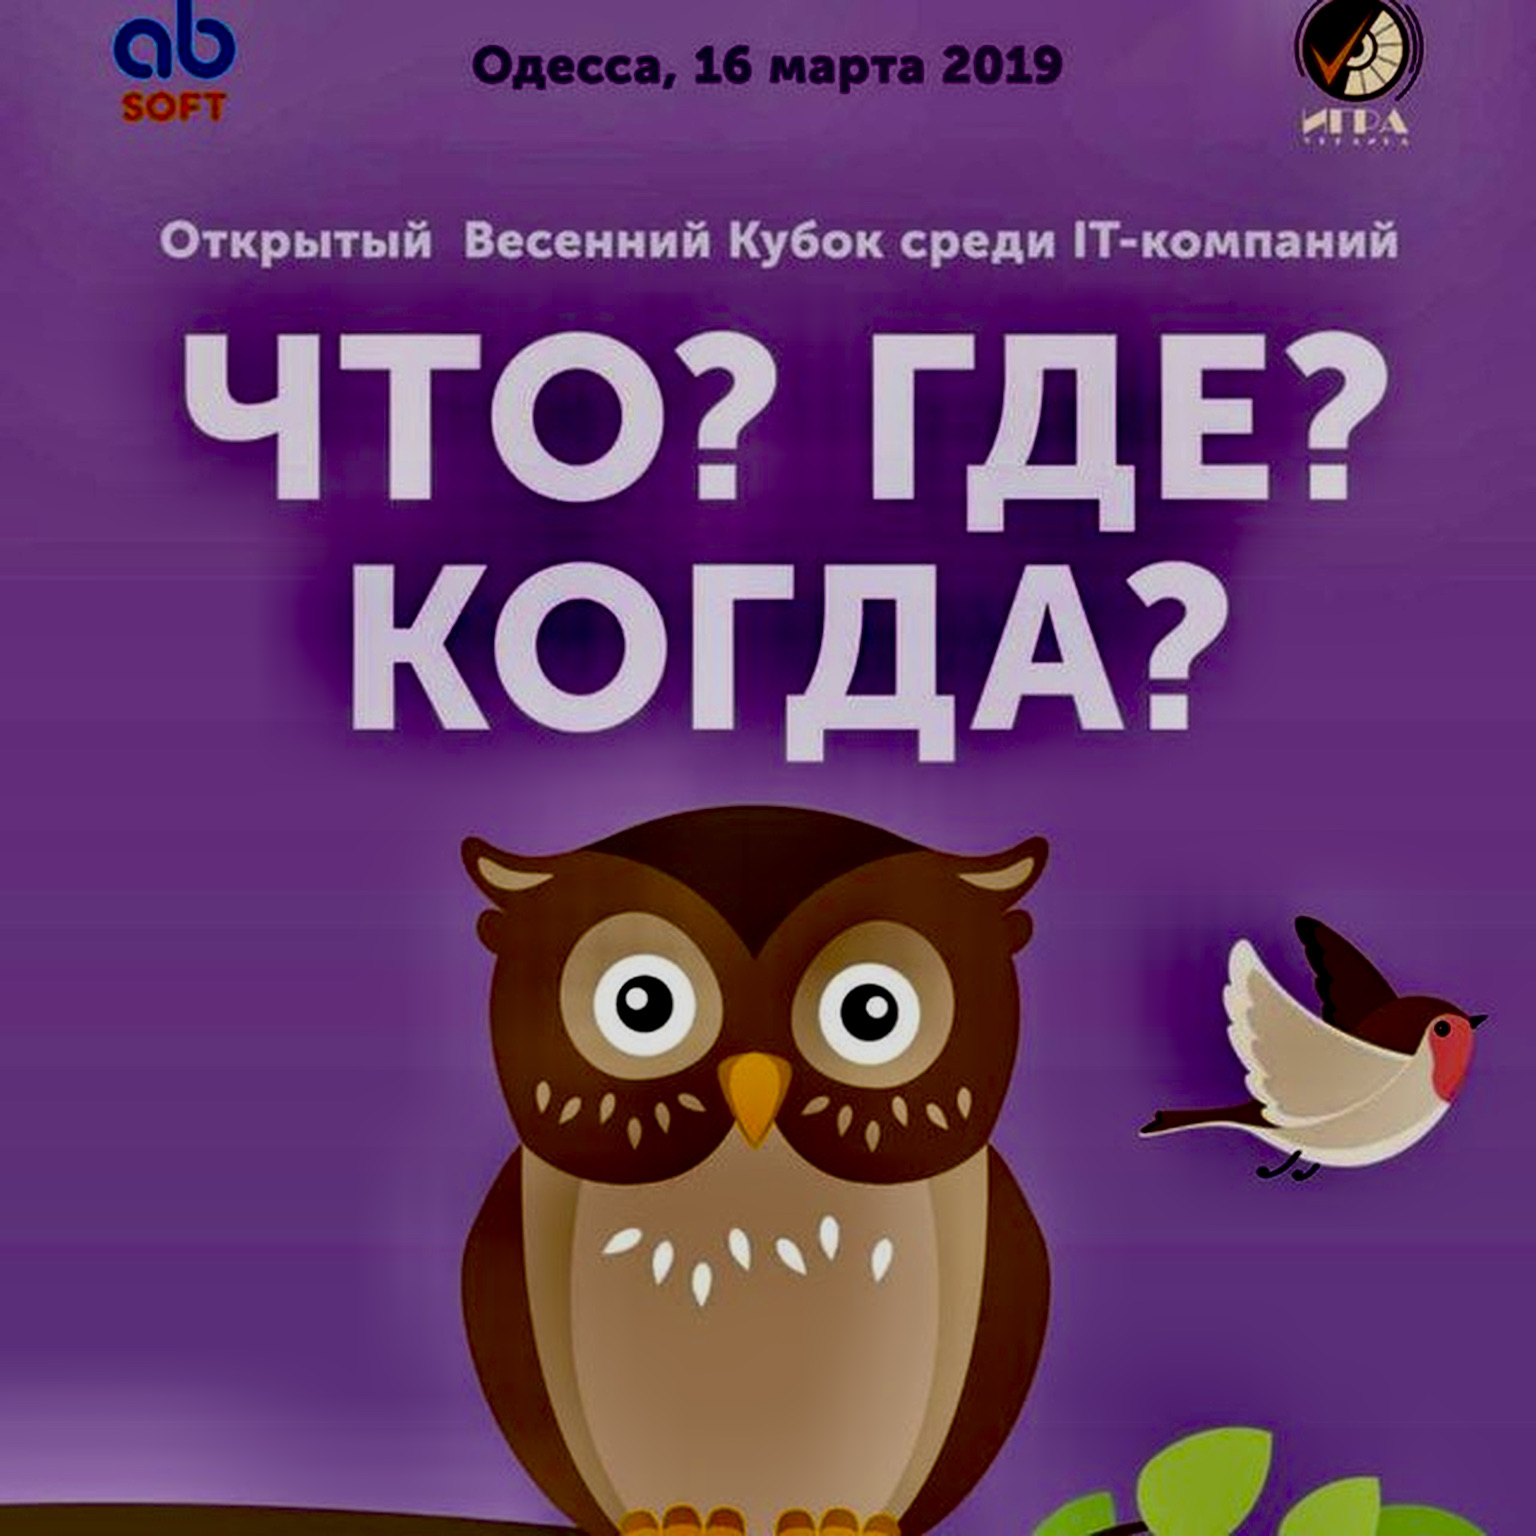 ab
SOFT
Одесса, 16 марта 2019
ИГРА
Открытый Весенний Кубок среди IT-компаний
ЧТО? ГДЕ?
КОГДА?